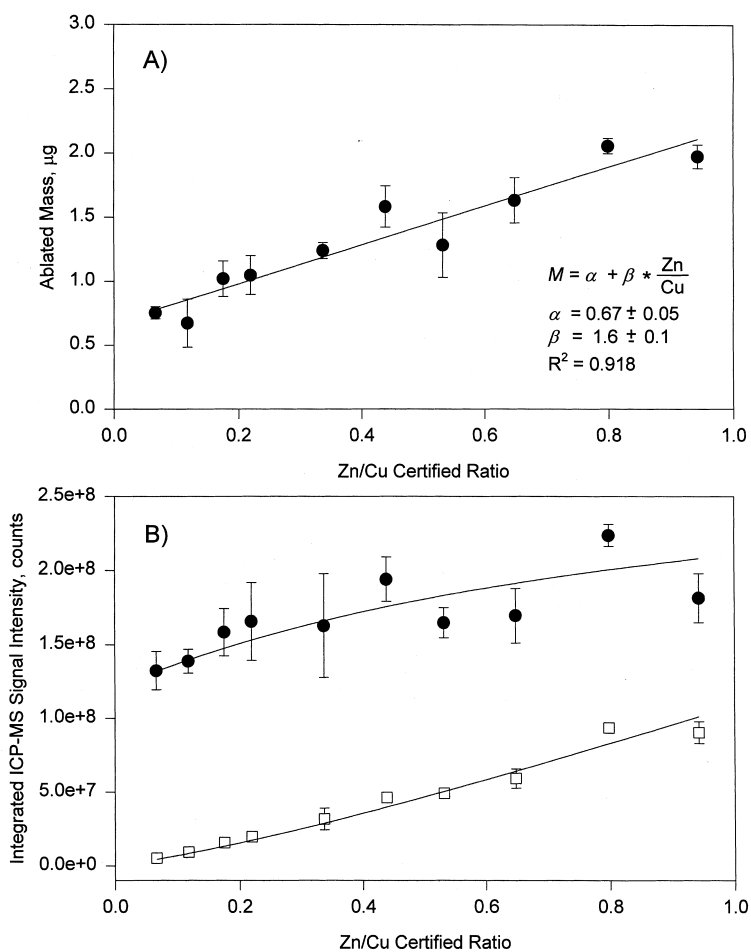 A)
3.0
2.5
2.0
1.5
1.0
0.5
0.0
Ablated Mass, µg
M = α + β * Zn/Cu
α = 0.67 ± 0.05
β = 1.6 ± 0.1
R² = 0.918
0.0 0.2 0.4 0.6 0.8 1.0
Zn/Cu Certified Ratio
B)
2.5e+8
2.0e+8
1.5e+8
1.0e+8
5.0e+7
0.0e+0
Integrated ICP-MS Signal Intensity, counts
0.0 0.2 0.4 0.6 0.8 1.0
Zn/Cu Certified Ratio